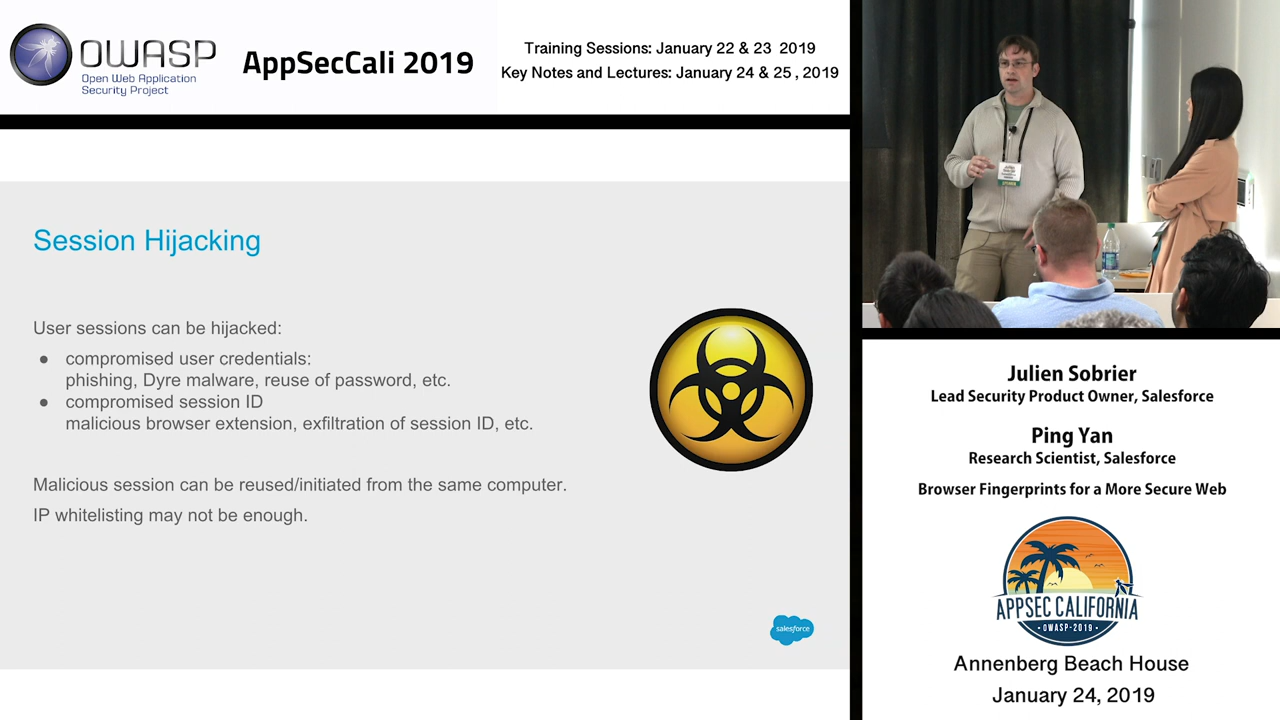 OWASP
Open Web Application
Security Project
AppSecCali 2019
Training Sessions: January 22 & 23 2019
Key Notes and Lectures: January 24 & 25 , 2019
Session Hijacking
User sessions can be hijacked:
● compromised user credentials:
phishing, Dyre malware, reuse of password, etc.
● compromised session ID
malicious browser extension, exfiltration of session ID, etc.
Malicious session can be reused/initiated from the same computer.
IP whitelisting may not be enough.
salesforce
Julien Sobrier
Lead Security Product Owner, Salesforce
Ping Yan
Research Scientist, Salesforce
Browser Fingerprints for a More Secure Web
APPSEC CALIFORNIA
• OWASP-2019 •
Annenberg Beach House
January 24, 2019